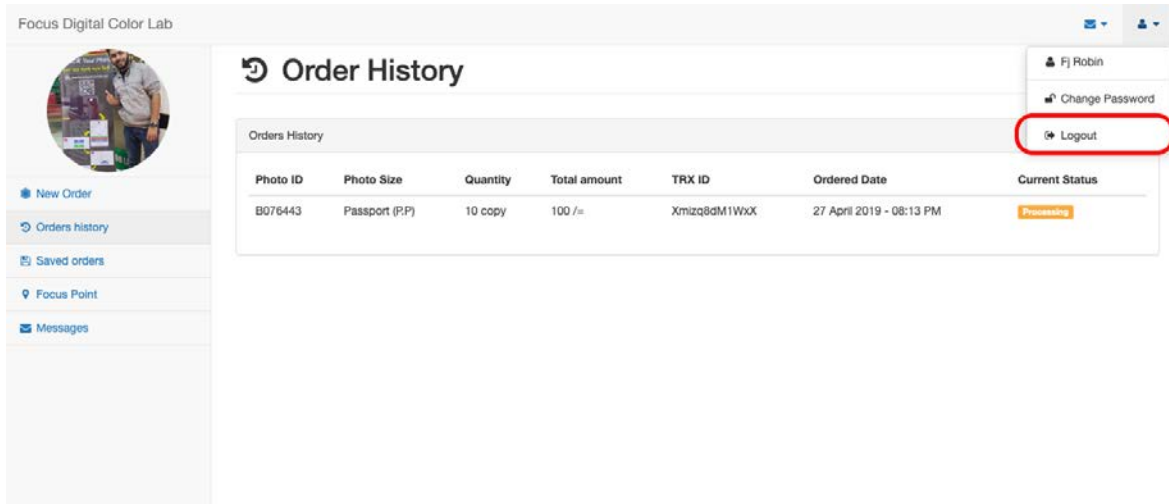 Focus Digital Color Lab
Order History
Fj Robin
Change Password
Logout
New Order
Orders history
Saved orders
Focus Point
Messages
Orders History
Photo ID Photo Size Quantity Total amount TRX ID Ordered Date Current Status
B076443 Passport (P.P) 10 copy 100 /= Xmizq8dM1WxX 27 April 2019 - 08:13 PM Processing